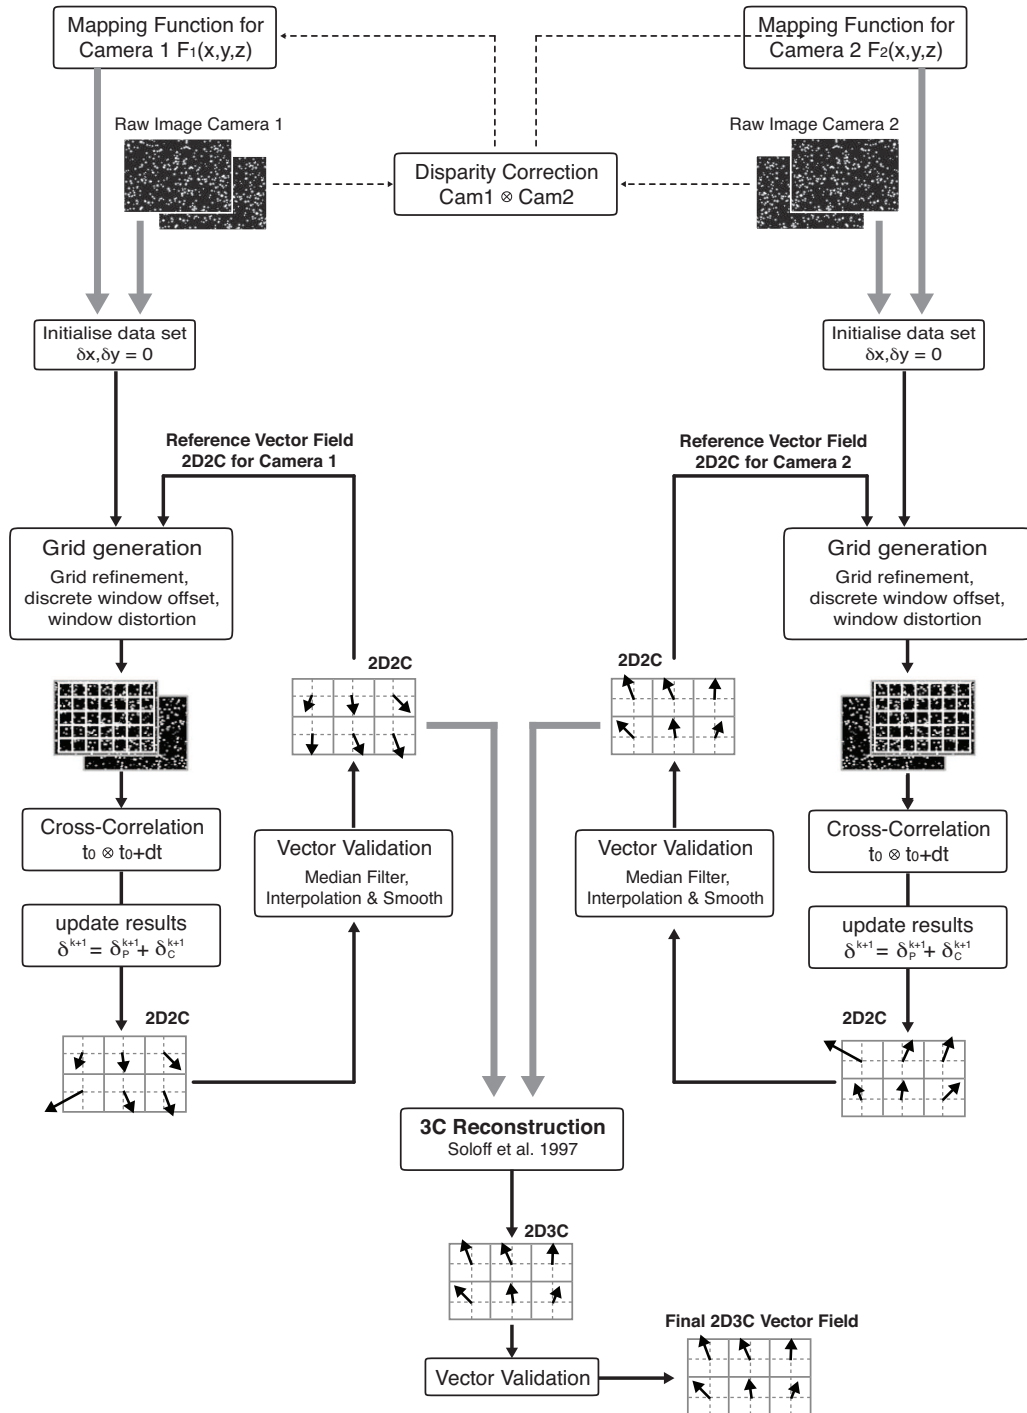 Mapping Function for
Camera 1 F₁(x,y,z)
Mapping Function for
Camera 2 F₂(x,y,z)
Raw Image Camera 1
Raw Image Camera 2
Disparity Correction
Cam1 ⊗ Cam2
Initialise data set
δx,δy = 0
Initialise data set
δx,δy = 0
Reference Vector Field
2D2C for Camera 1
Reference Vector Field
2D2C for Camera 2
Grid generation
Grid refinement,
discrete window offset,
window distortion
Grid generation
Grid refinement,
discrete window offset,
window distortion
2D2C
2D2C
Cross-Correlation
t₀ ⊗ t₀+dt
Vector Validation
Median Filter,
Interpolation & Smooth
Vector Validation
Median Filter,
Interpolation & Smooth
Cross-Correlation
t₀ ⊗ t₀+dt
update results
δ^{k+1} = δ_P^{k+1} + δ_C^{k+1}
update results
δ^{k+1} = δ_P^{k+1} + δ_C^{k+1}
2D2C
2D2C
3C Reconstruction
Soloff et al. 1997
2D3C
Final 2D3C Vector Field
Vector Validation